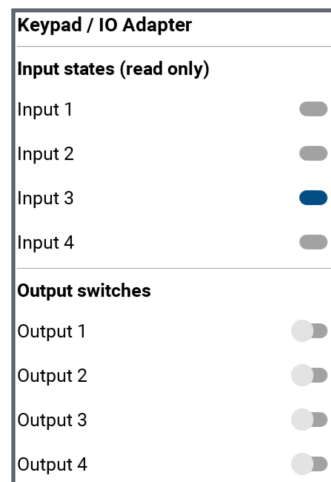 Keypad / IO Adapter
Input states (read only)
Input 1
Input 2
Input 3
Input 4
Output switches
Output 1
Output 2
Output 3
Output 4